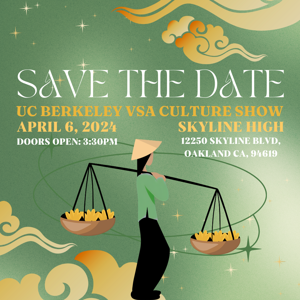 SAVE THE DATE
UC BERKELEY VSA CULTURE SHOW
APRIL 6, 2024 SKYLINE HIGH
DOORS OPEN: 3:30PM 12250 SKYLINE BLVD,
OAKLAND CA, 94619